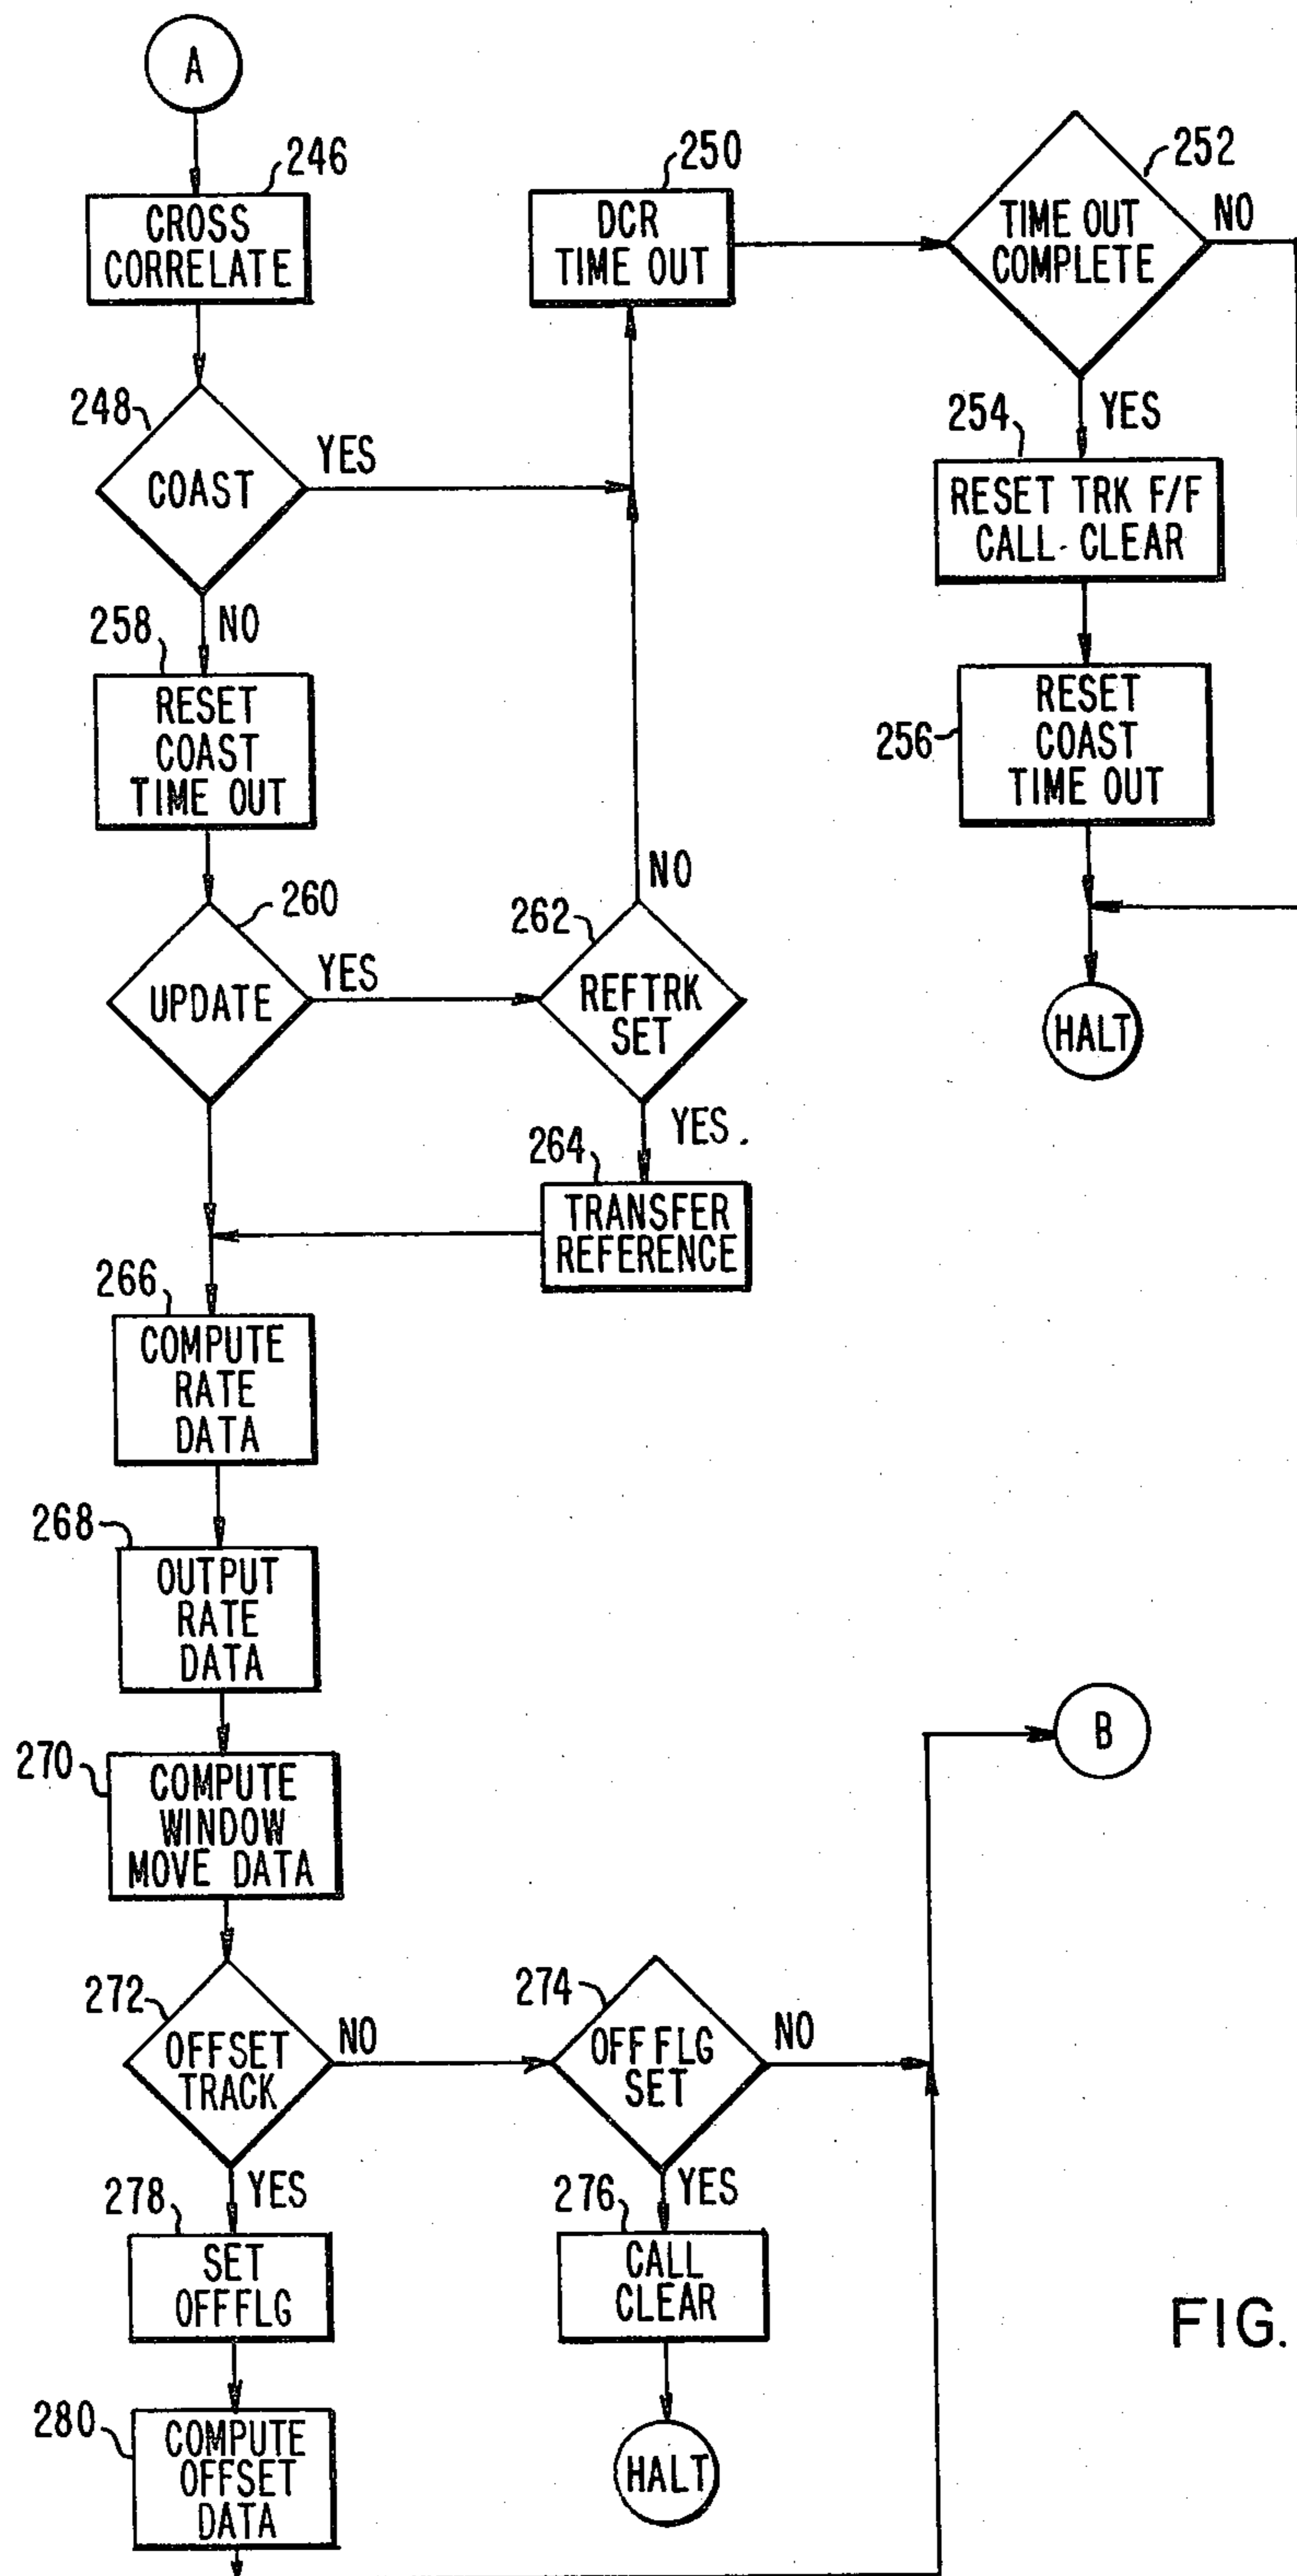 A
246
CROSS
CORRELATE
248
COAST
YES
NO
250
DCR
TIME OUT
252
TIME OUT
COMPLETE
NO
YES
254
RESET TRK F/F
CALL CLEAR
256
RESET
COAST
TIME OUT
HALT
258
RESET
COAST
TIME OUT
260
UPDATE
YES
262
REFTRK
SET
NO
YES
264
TRANSFER
REFERENCE
266
COMPUTE
RATE
DATA
268
OUTPUT
RATE
DATA
270
COMPUTE
WINDOW
MOVE DATA
B
272
OFFSET
TRACK
NO
YES
274
OFF FLG
SET
NO
YES
276
CALL
CLEAR
HALT
278
SET
OFFFLG
280
COMPUTE
OFFSET
DATA
FIG.